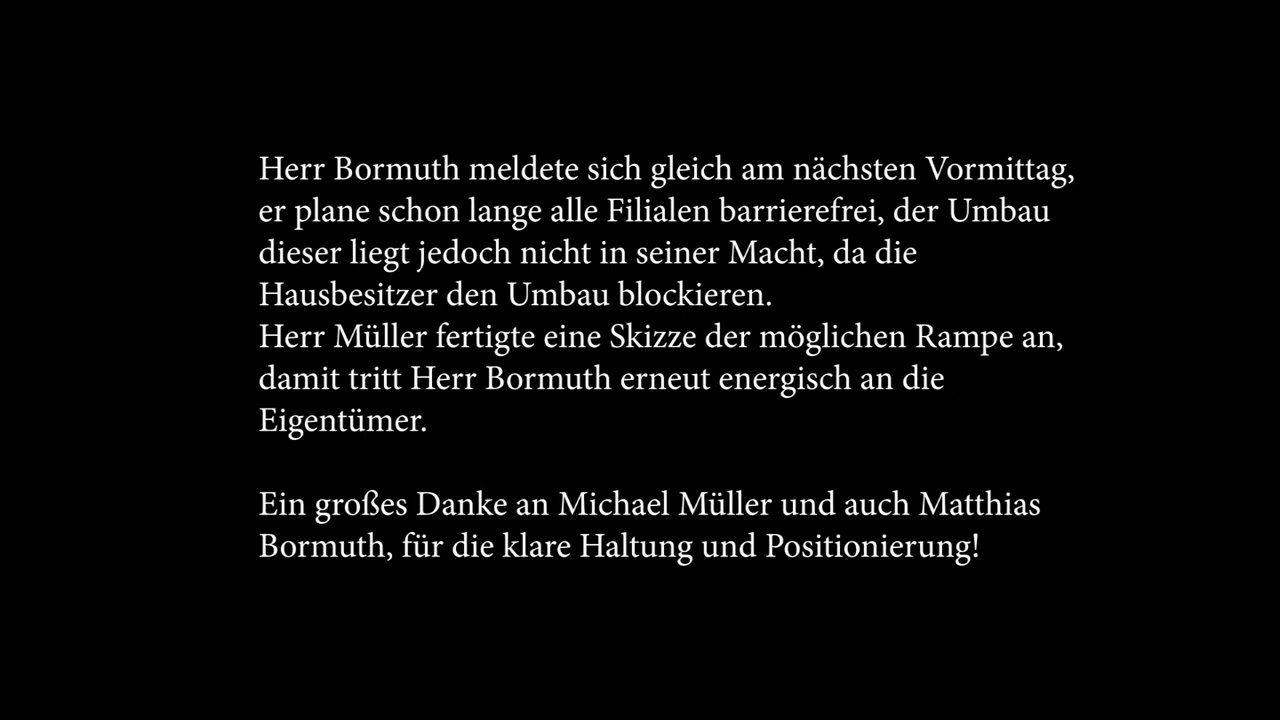 Herr Bormuth meldete sich gleich am nächsten Vormittag,
er plane schon lange alle Filialen barrierefrei, der Umbau
dieser liegt jedoch nicht in seiner Macht, da die
Hausbesitzer den Umbau blockieren.
Herr Müller fertigte eine Skizze der möglichen Rampe an,
damit tritt Herr Bormuth erneut energisch an die
Eigentümer.
Ein großes Danke an Michael Müller und auch Matthias
Bormuth, für die klare Haltung und Positionierung!